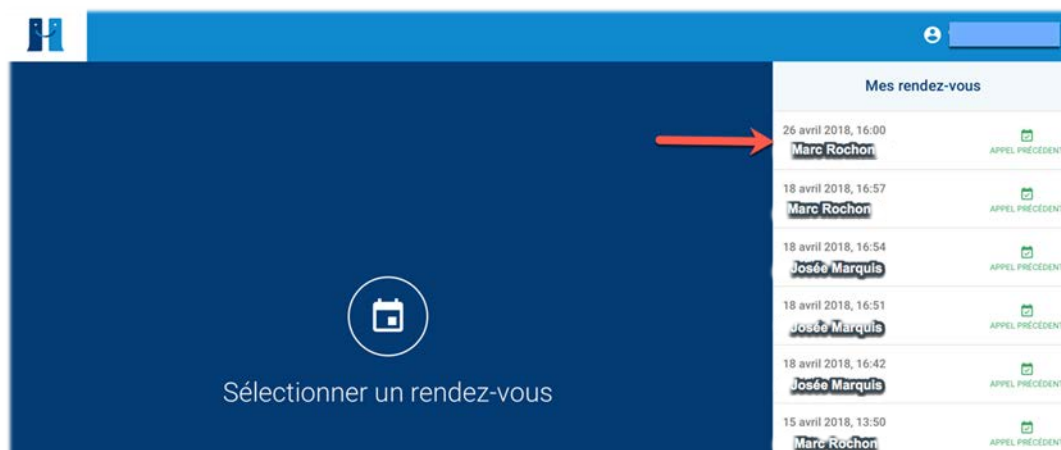 Mes rendez-vous
26 avril 2018, 16:00
Marc Rochon
APPEL PRÉCÉDENT
18 avril 2018, 16:57
Marc Rochon
APPEL PRÉCÉDENT
18 avril 2018, 16:54
Josée Marquis
APPEL PRÉCÉDENT
18 avril 2018, 16:51
Josée Marquis
APPEL PRÉCÉDENT
18 avril 2018, 16:42
Josée Marquis
APPEL PRÉCÉDENT
15 avril 2018, 13:50
Marc Rochon
APPEL PRÉCÉDENT
Sélectionner un rendez-vous